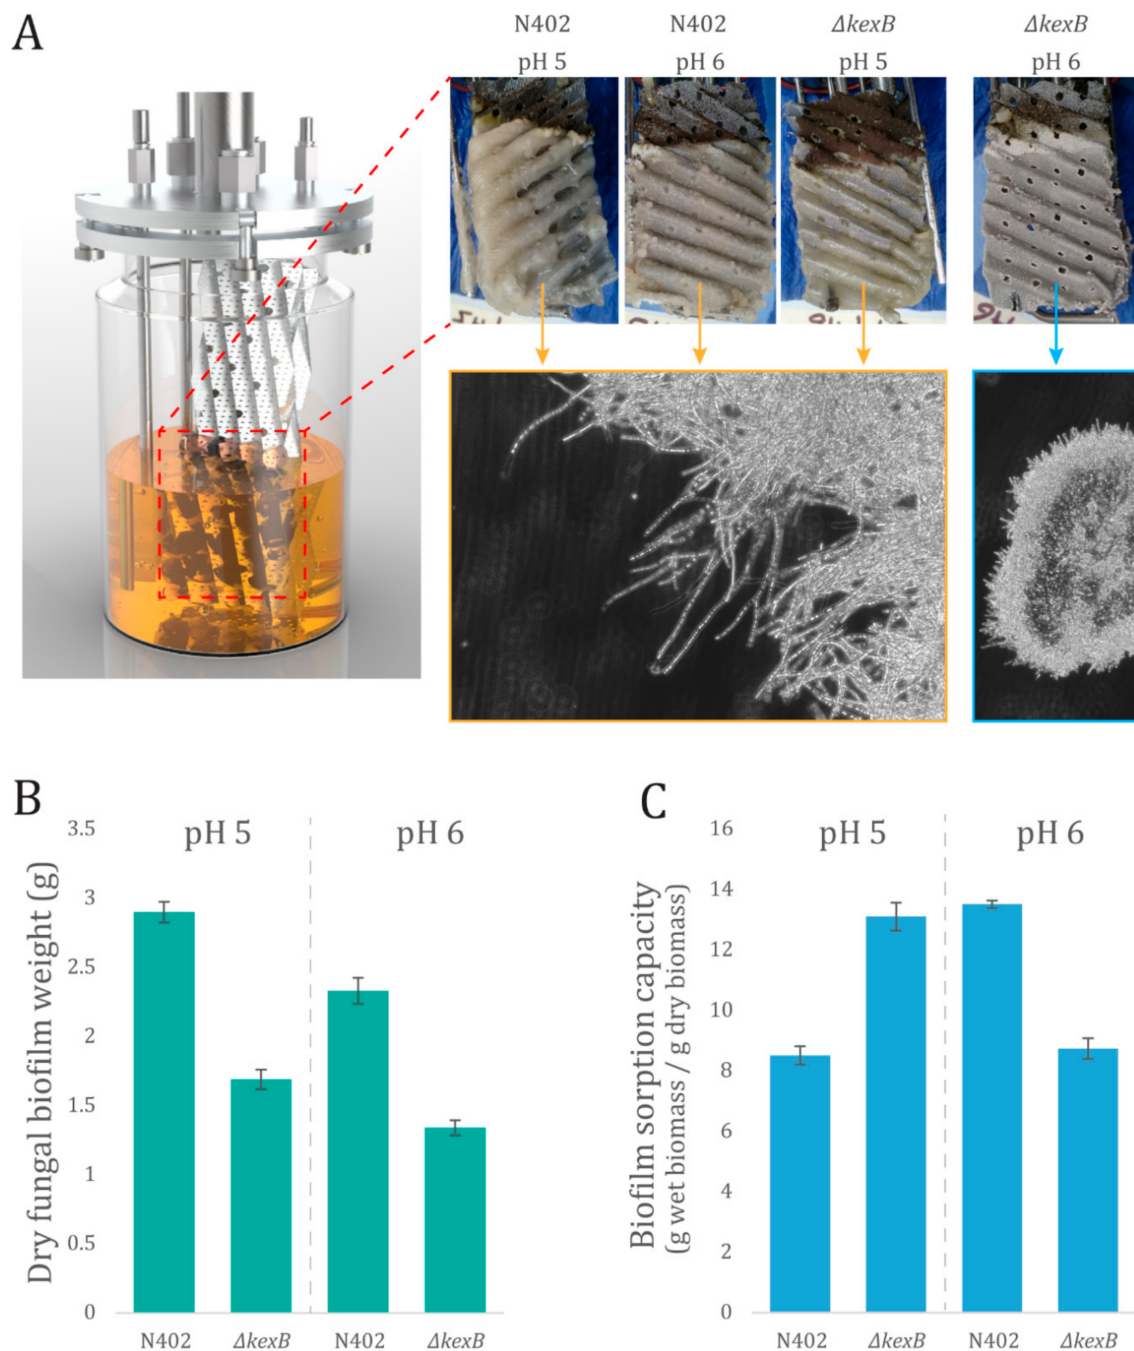 A
N402
pH 5
N402
pH 6
ΔkexB
pH 5
ΔkexB
pH 6
B
Dry fungal biofilm weight (g)
3.5
3
2.5
2
1.5
1
0.5
0
pH 5
pH 6
N402
ΔkexB
N402
ΔkexB
C
Biofilm sorption capacity
(g wet biomass / g dry biomass)
16
14
12
10
8
6
4
2
0
pH 5
pH 6
N402
ΔkexB
N402
ΔkexB